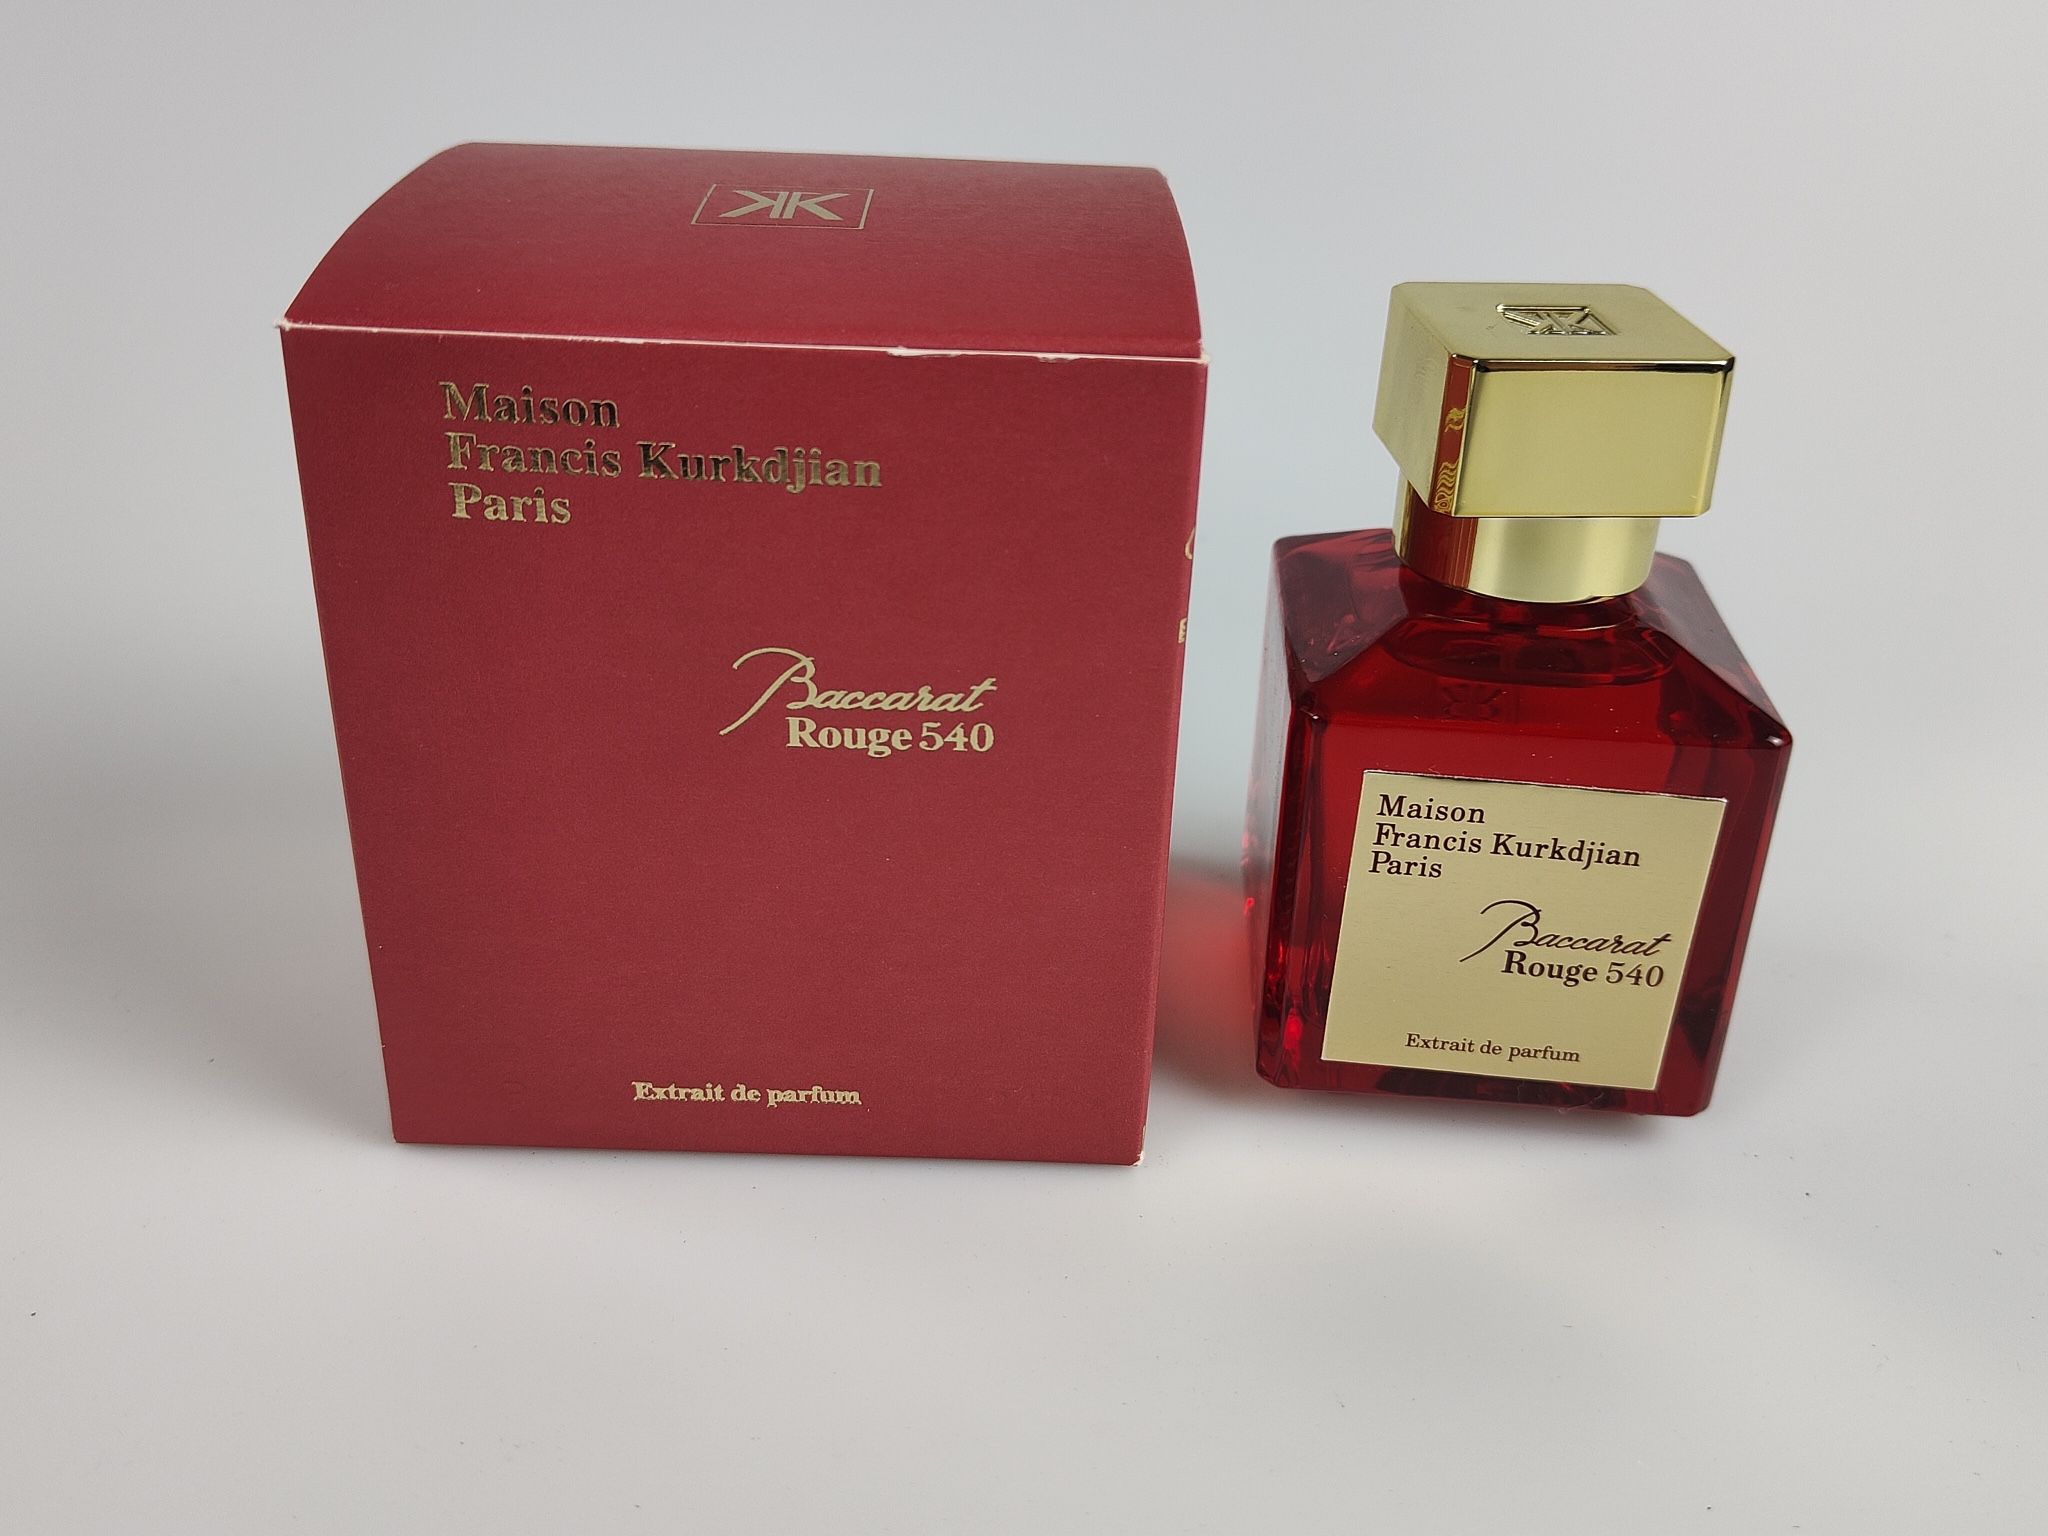 Maison
Francis Kurkdjian
Paris
Baccarat
Rouge 540
Extrait de parfum
Maison
Francis Kurkdjian
Paris
Baccarat
Rouge 540
Extrait de parfum